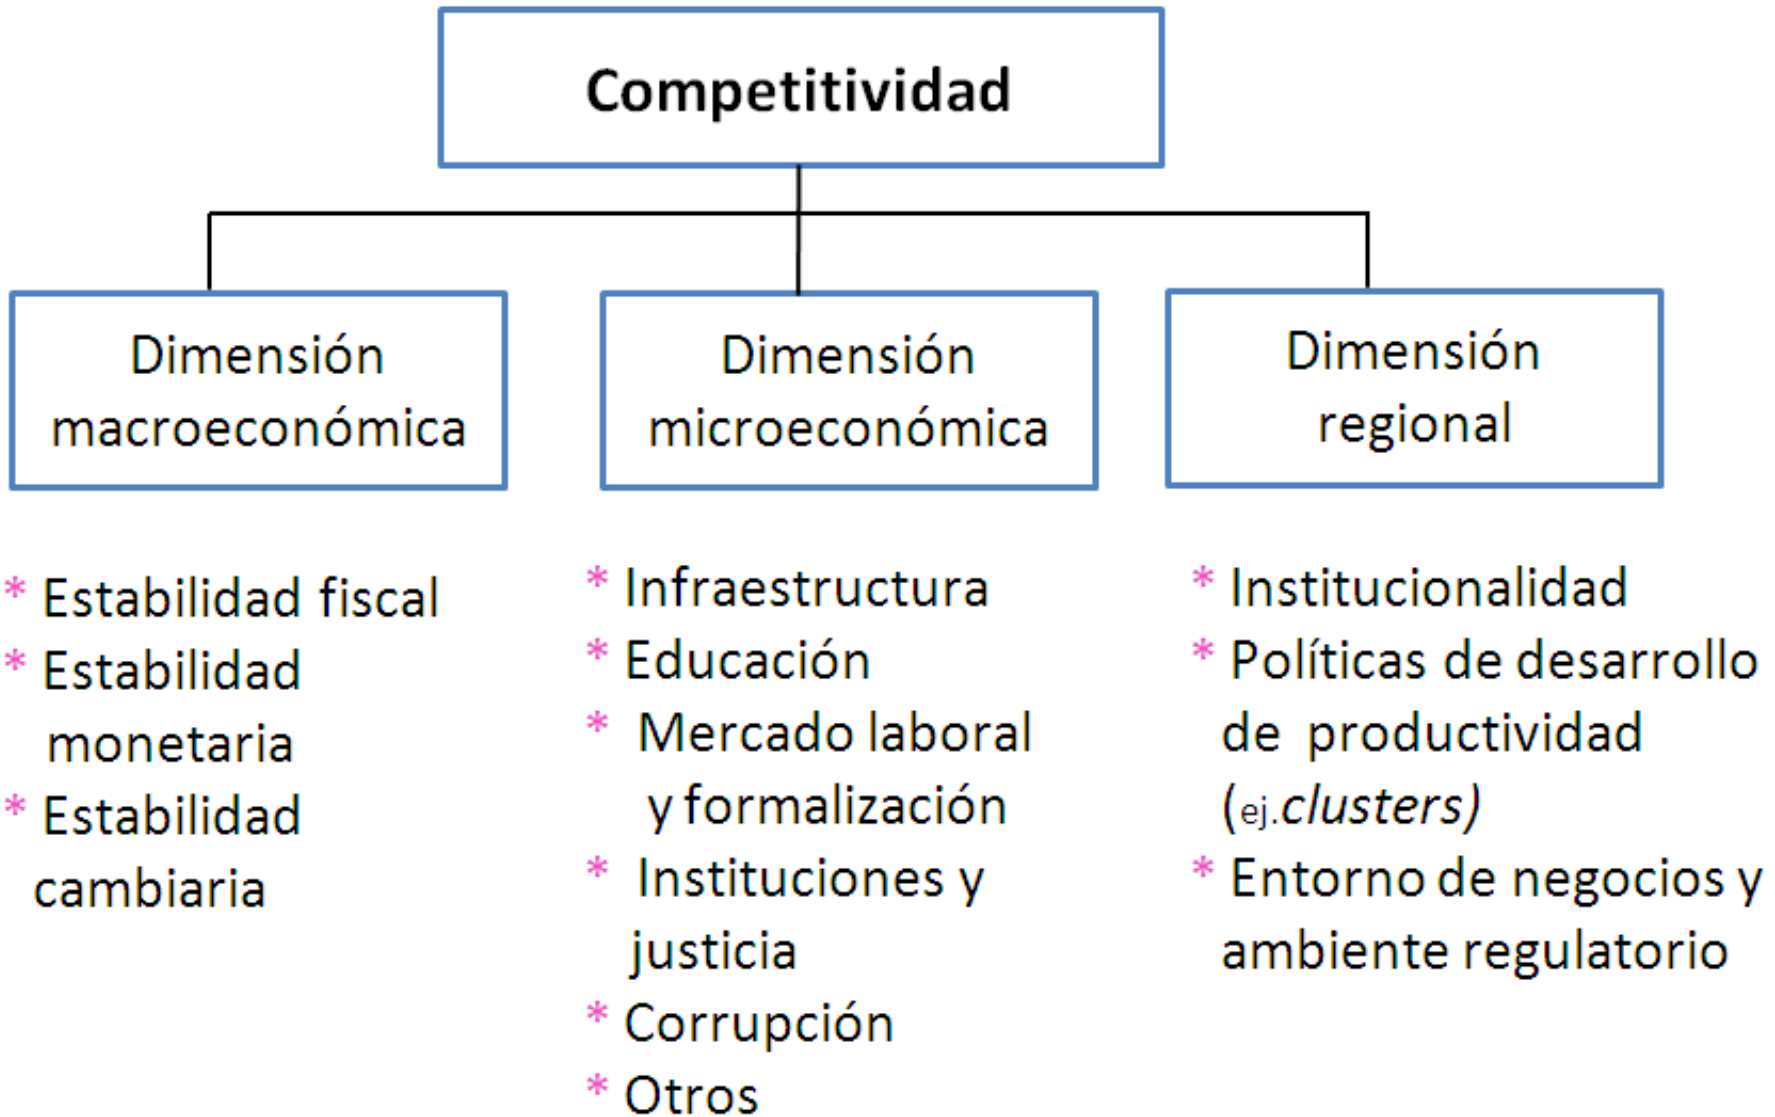 Competitividad
Dimensión
macroeconómica
* Estabilidad fiscal
* Estabilidad
monetaria
* Estabilidad
cambiaria
Dimensión
microeconómica
* Infraestructura
* Educación
* Mercado laboral
y formalización
* Instituciones y
justicia
* Corrupción
* Otros
Dimensión
regional
* Institucionalidad
* Políticas de desarrollo
de productividad
(ej.clusters)
* Entorno de negocios y
ambiente regulatorio